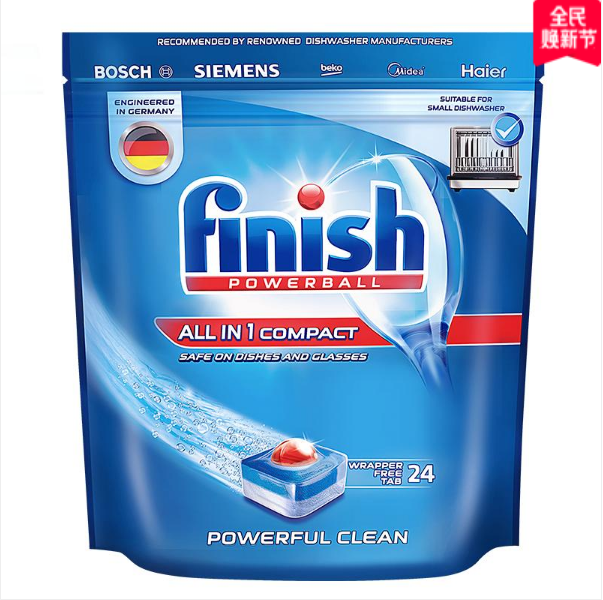 全民
焕新节
RECOMMENDED BY RENOWNED DISHWASHER MANUFACTURERS
BOSCH SIEMENS beko Midea Haier
ENGINEERED
IN GERMANY
SUITABLE FOR
SMALL DISHWASHER
finish
POWERBALL
ALL IN 1 COMPACT
SAFE ON DISHES AND GLASSES
WRAPPER
FREE
TAB 24
POWERFUL CLEAN